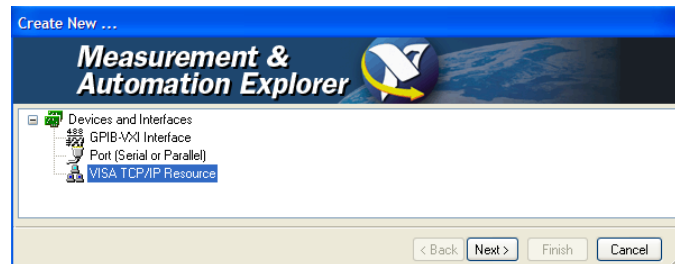 Create New ...
Measurement &
Automation Explorer
Devices and Interfaces
GPIB-VXI Interface
Port (Serial or Parallel)
VISA TCP/IP Resource
< Back Next > Finish Cancel